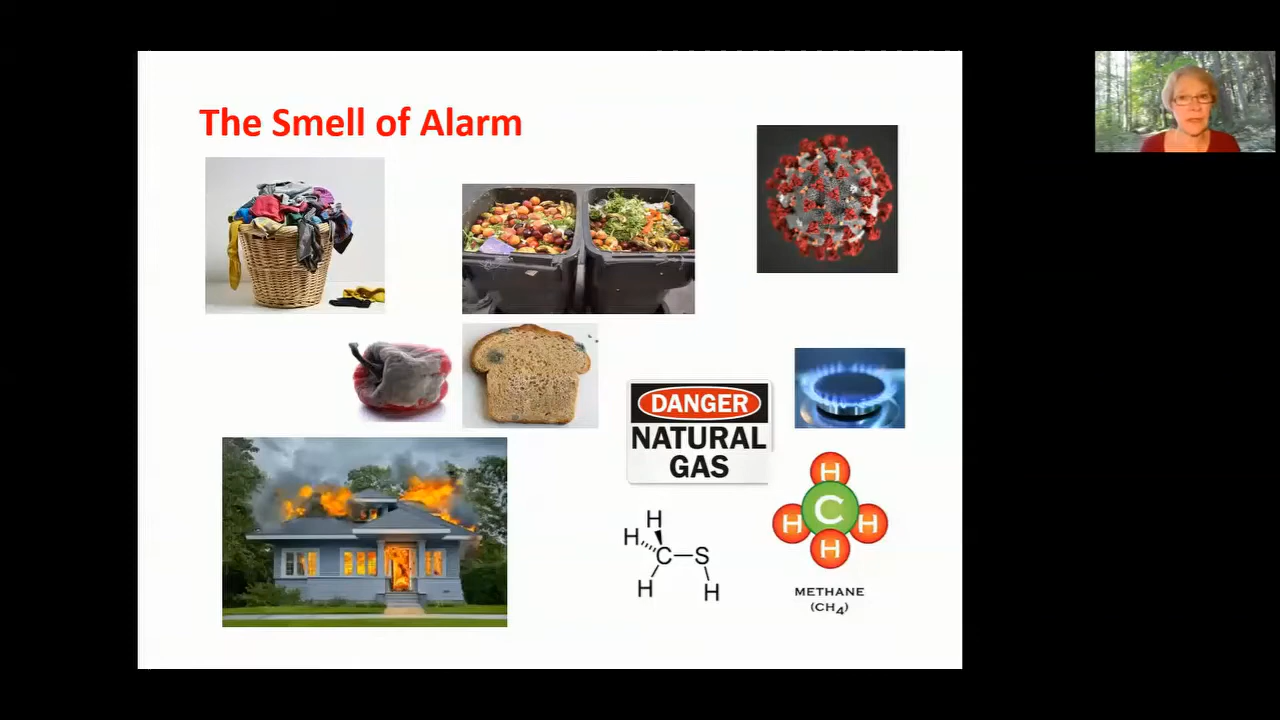 The Smell of Alarm
DANGER
NATURAL
GAS
H
H
C
S
H
H
H
H
C
H
H
METHANE
(CH4)